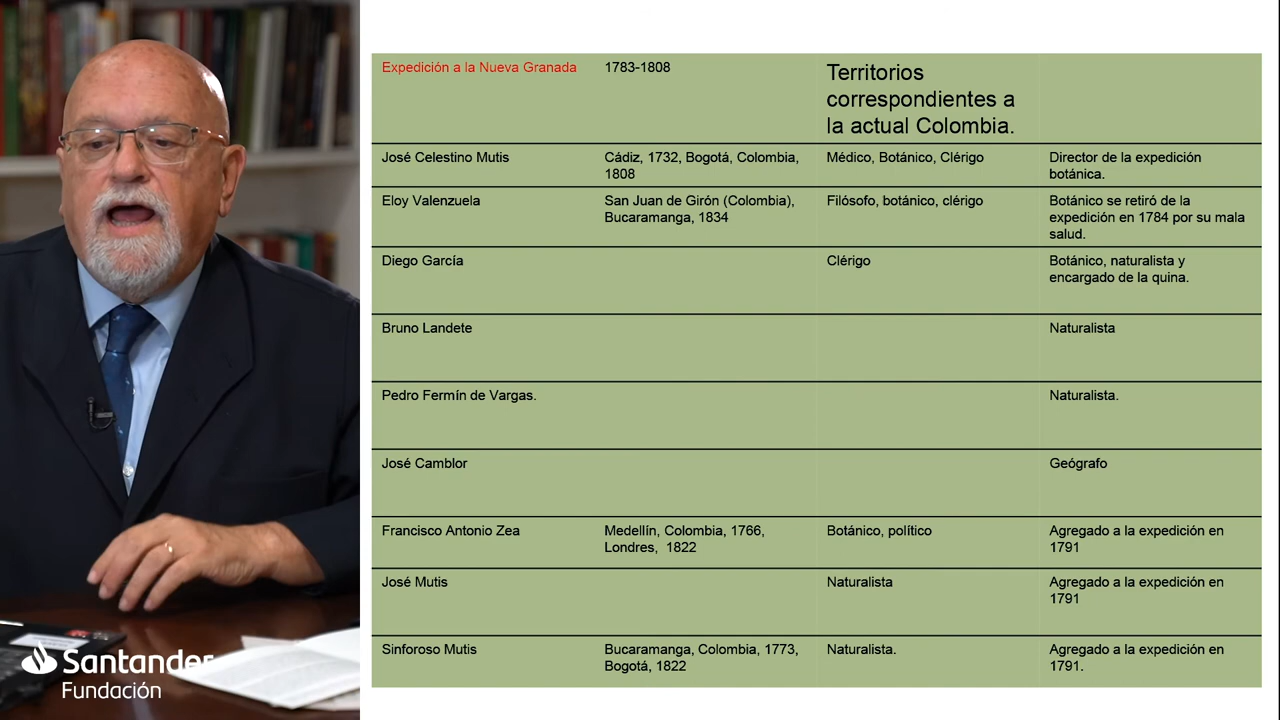 Expedición a la Nueva Granada
1783-1808
Territorios
correspondientes a
la actual Colombia.
José Celestino Mutis
Cádiz, 1732, Bogotá, Colombia,
1808
Médico, Botánico, Clérigo
Director de la expedición
botánica.
Eloy Valenzuela
San Juan de Girón (Colombia),
Bucaramanga, 1834
Filósofo, botánico, clérigo
Botánico se retiró de la
expedición en 1784 por su mala
salud.
Diego García
Clérigo
Botánico, naturalista y
encargado de la quina.
Bruno Landete
Naturalista
Pedro Fermín de Vargas.
Naturalista.
José Camblor
Geógrafo
Francisco Antonio Zea
Medellín, Colombia, 1766,
Londres, 1822
Botánico, político
Agregado a la expedición en
1791
José Mutis
Naturalista
Agregado a la expedición en
1791
Sinforoso Mutis
Bucaramanga, Colombia, 1773,
Bogotá, 1822
Naturalista.
Agregado a la expedición en
1791.
Santander
Fundación